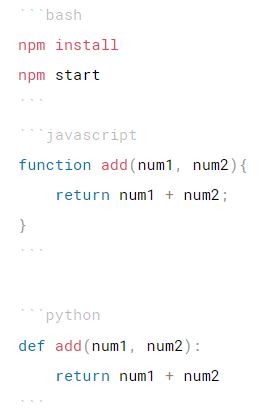 ```bash
npm install
npm start
```
```javascript
function add(num1, num2){
    return num1 + num2;
}
```

```python
def add(num1, num2):
    return num1 + num2
```